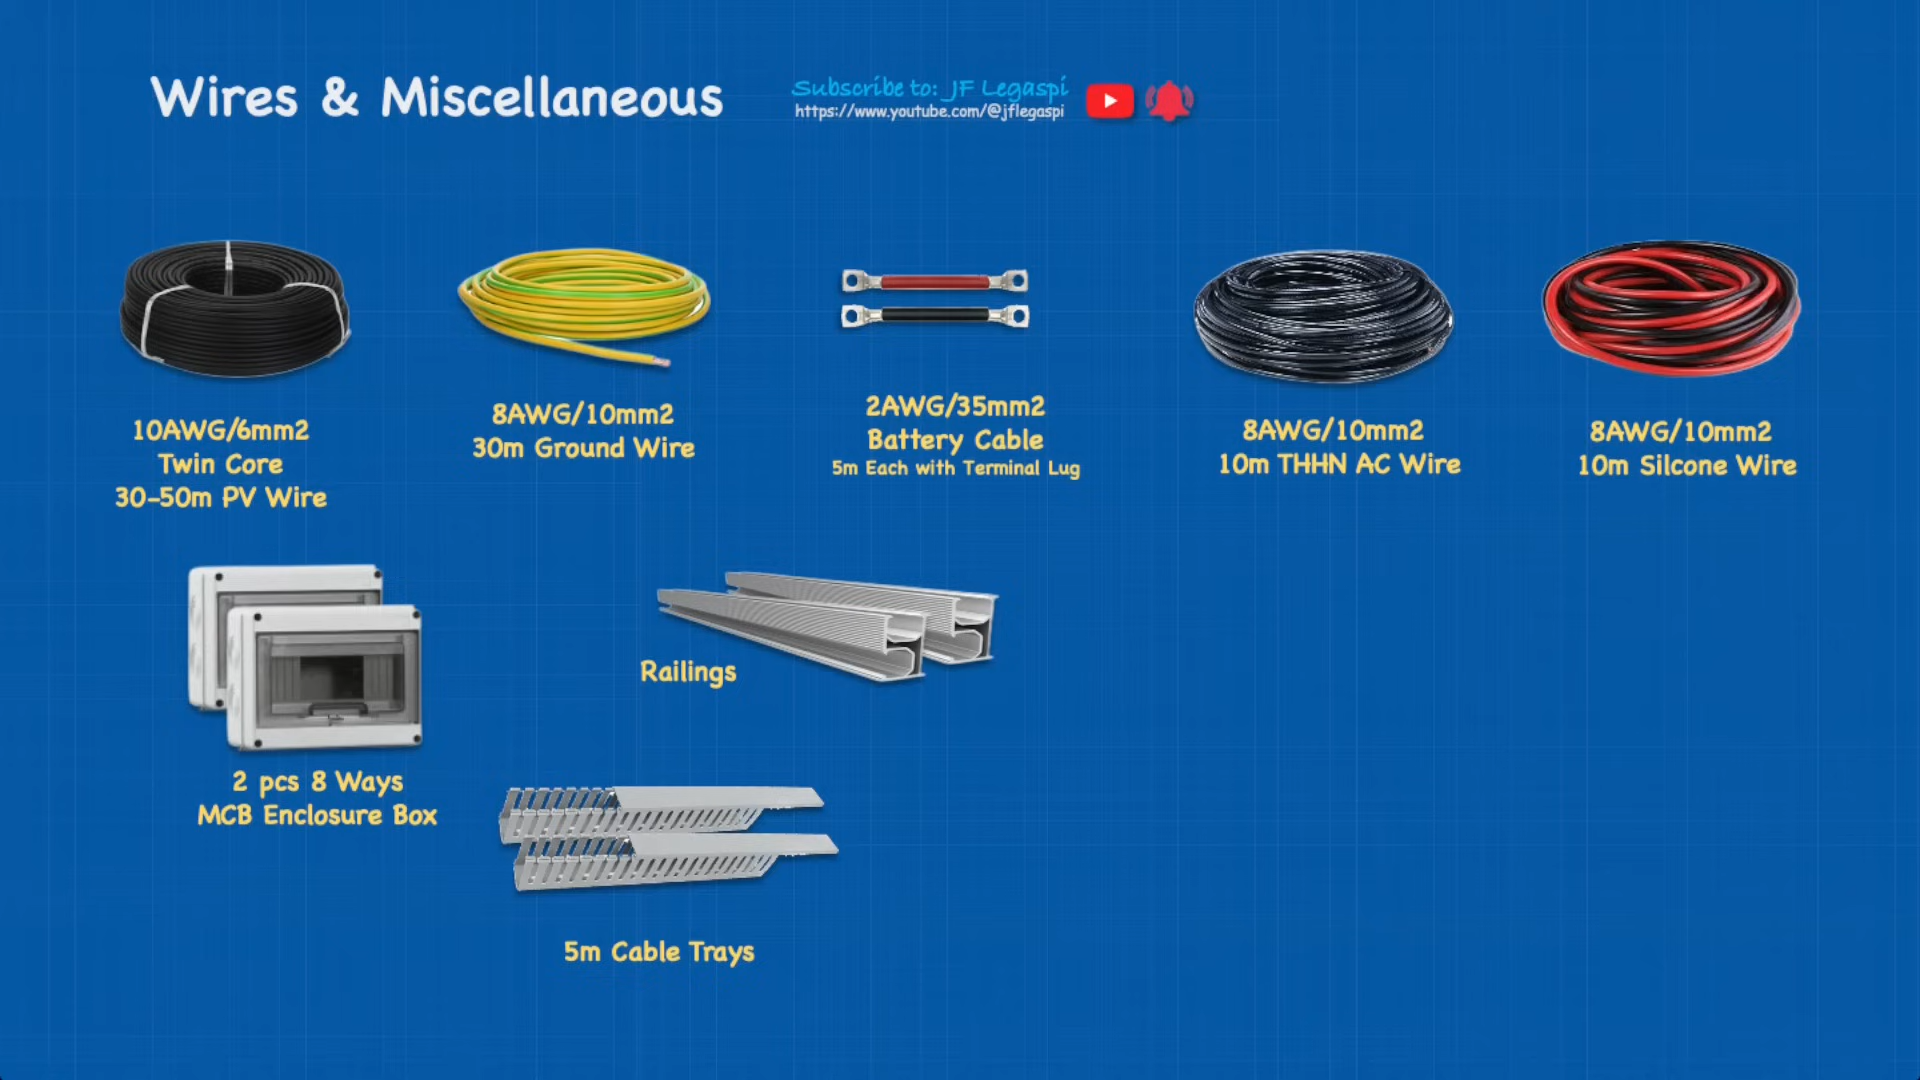 Wires & Miscellaneous
Subscribe to: JF Legaspi
https://www.youtube.com/@jflegaspi
10AWG/6mm2
Twin Core
30-50m PV Wire
8AWG/10mm2
30m Ground Wire
2AWG/35mm2
Battery Cable
5m Each with Terminal Lug
8AWG/10mm2
10m THHN AC Wire
8AWG/10mm2
10m Silcone Wire
2 pcs 8 Ways
MCB Enclosure Box
Railings
5m Cable Trays